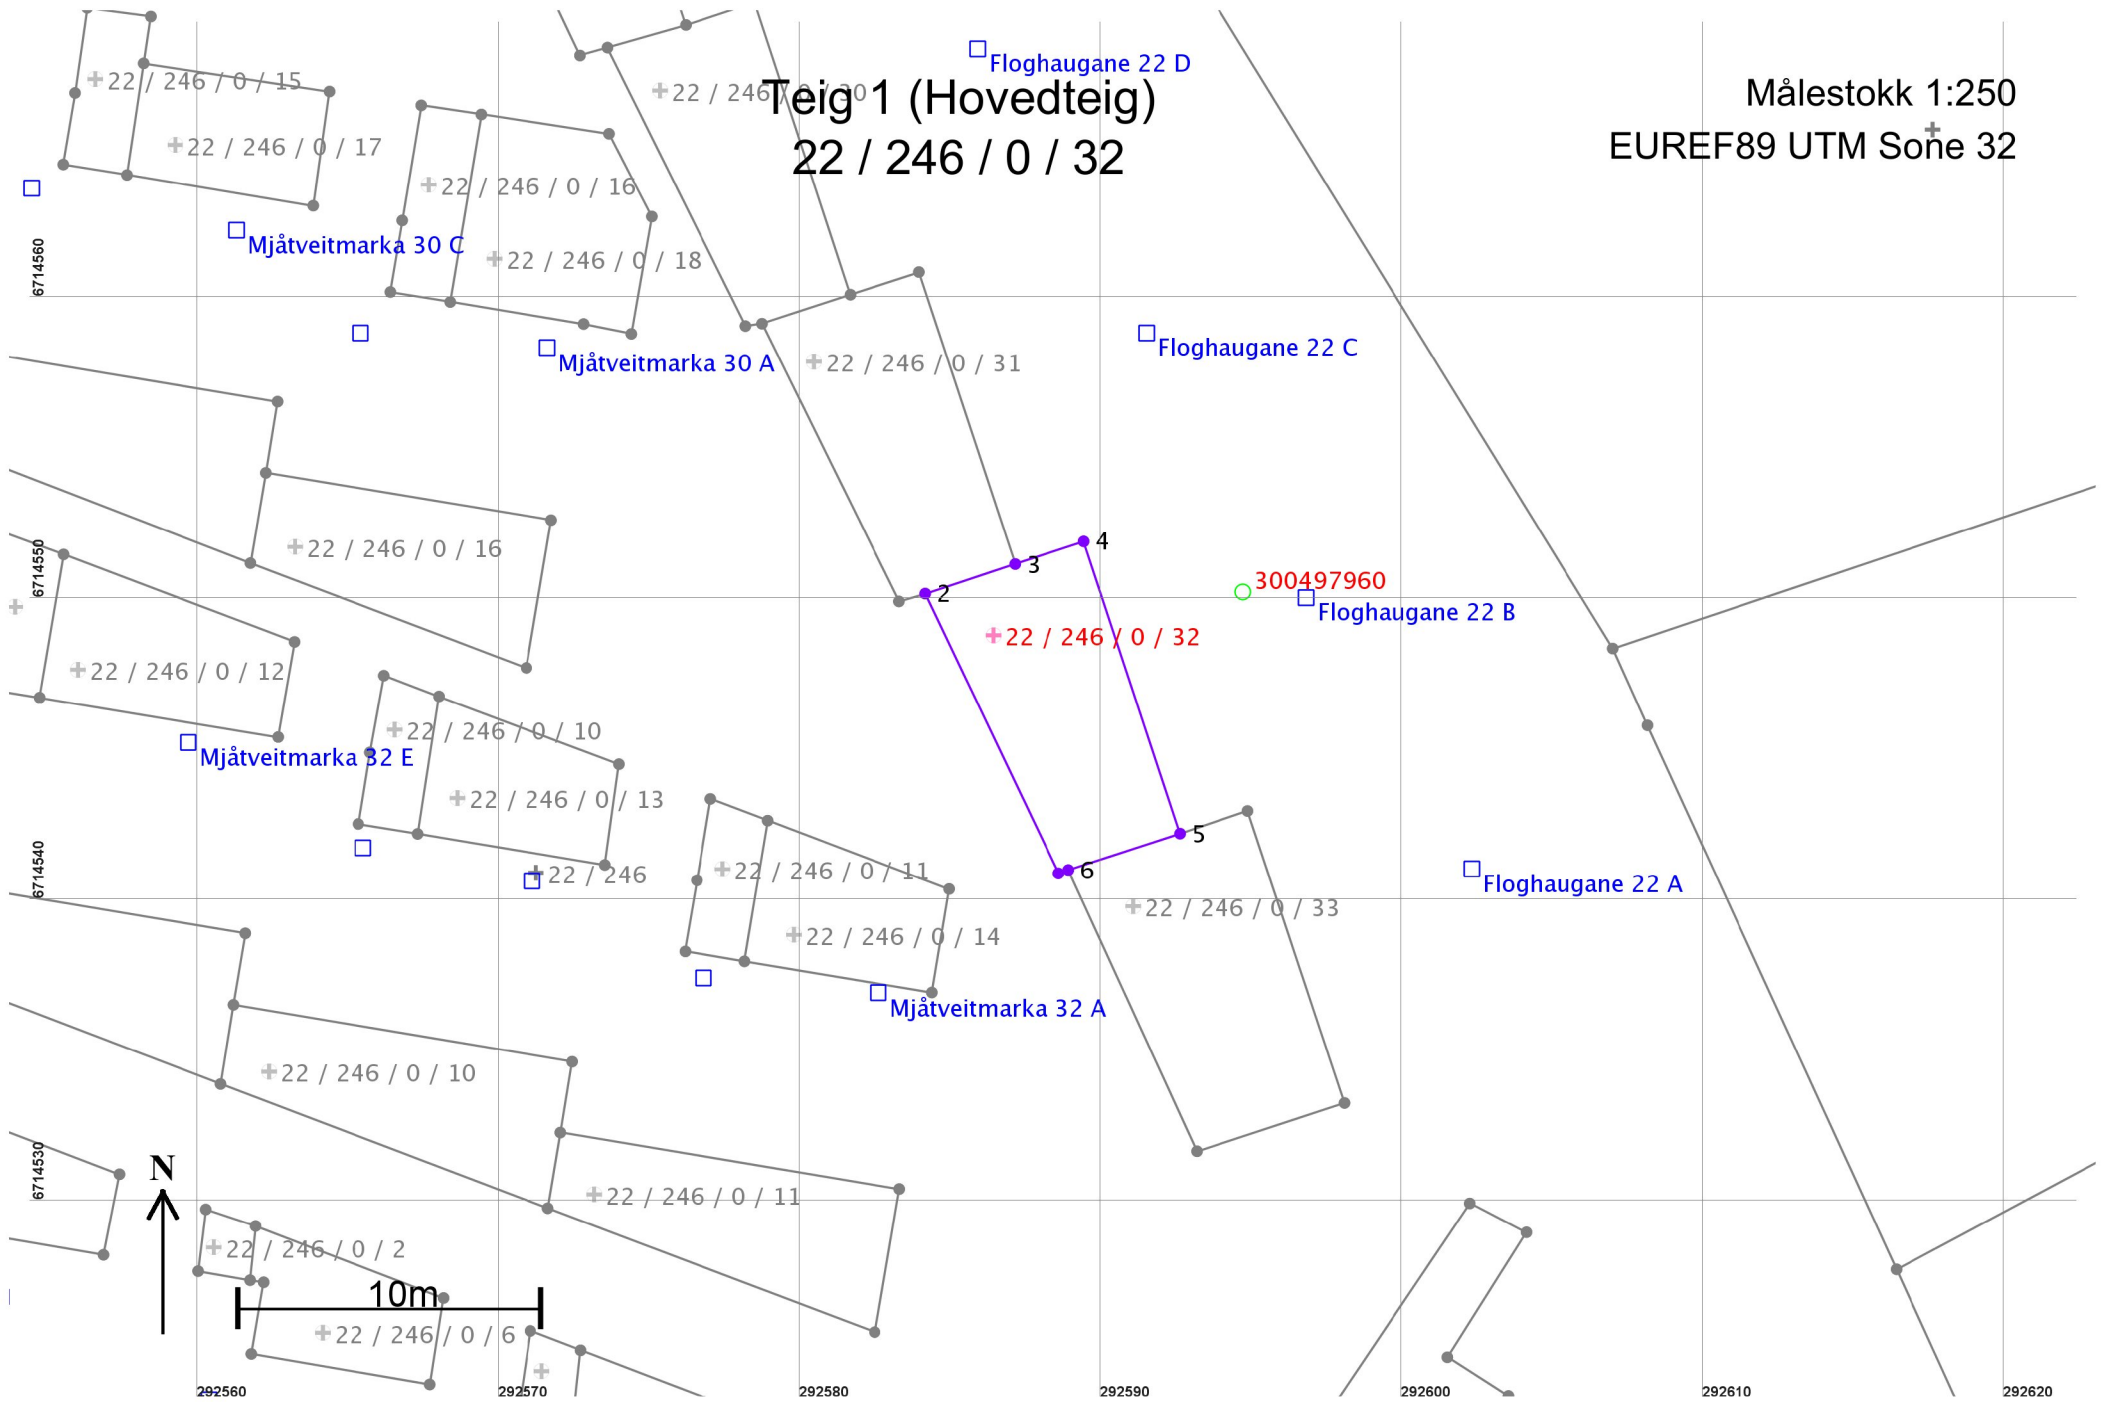 Floghaugane 22 D
22 / 246 / 0 / 15
22 / 246 / 0 / 30
Teig 1 (Hovedteig)
22 / 246 / 0 / 32
Målestokk 1:250
EUREF89 UTM Sone 32
22 / 246 / 0 / 17
22 / 246 / 0 / 16
Mjåtveitmarka 30 C
22 / 246 / 0 / 18
6714560
Mjåtveitmarka 30 A
22 / 246 / 0 / 31
Floghaugane 22 C
22 / 246 / 0 / 16
4
3
6714550
2
300497960
Floghaugane 22 B
22 / 246 / 0 / 32
22 / 246 / 0 / 12
22 / 246 / 0 / 10
Mjåtveitmarka 32 E
22 / 246 / 0 / 13
5
6714540
22 / 246
22 / 246 / 0 / 11
6
Floghaugane 22 A
22 / 246 / 0 / 33
22 / 246 / 0 / 14
Mjåtveitmarka 32 A
22 / 246 / 0 / 10
N
6714530
22 / 246 / 0 / 11
22 / 246 / 0 / 2
10m
22 / 246 / 0 / 6
292560
292570
292580
292590
292600
292610
292620